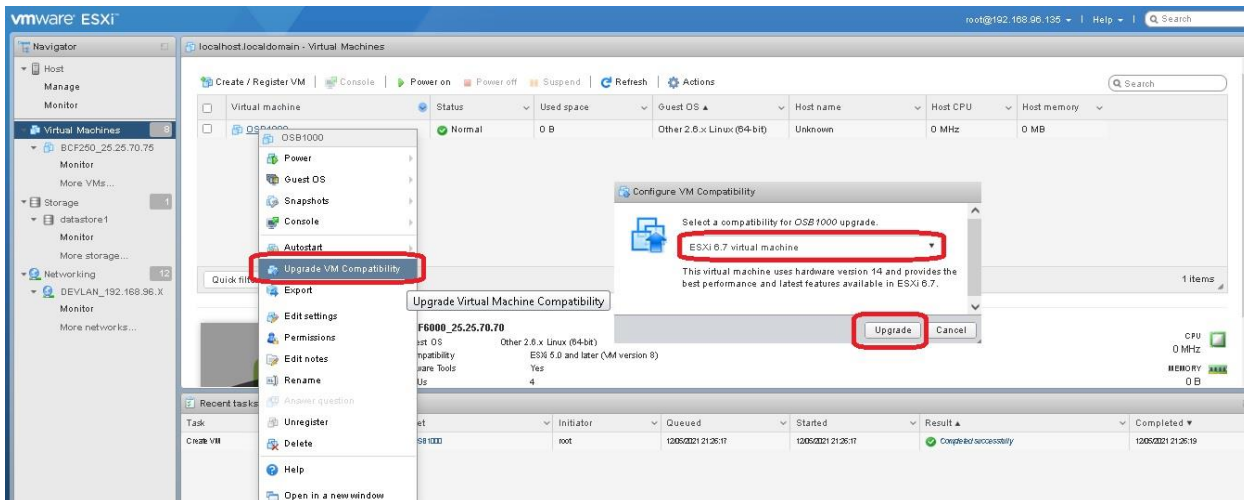 vmware ESXi™
root@192.168.96.135 | Help | Search
Navigator
localhost.localdomain - Virtual Machines
Host
Manage
Monitor
Virtual Machines 8
BCF250_25.25.70.75
Monitor
More VMs...
Storage 1
datastore1
Monitor
More storage...
Networking 12
DEVLAN_192.168.96.X
Monitor
More networks...
Create / Register VM | Console | Power on Power off Suspend | Refresh | Actions
Search
Virtual machine Status Used space Guest OS Host name Host CPU Host memory
OSB1000 Normal 0 B Other 2.6.x Linux (64-bit) Unknown 0 MHz 0 MB
OSB1000
Power
Guest OS
Snapshots
Console
Autostart
Upgrade VM Compatibility
Export
Edit settings
Permissions
Edit notes
Rename
Answer question
Unregister
Delete
Help
Open in a new window
Upgrade Virtual Machine Compatibility
Configure VM Compatibility
Select a compatibility for OSB1000 upgrade.
ESXi 6.7 virtual machine
This virtual machine uses hardware version 14 and provides the
best performance and latest features available in ESXi 6.7.
Upgrade Cancel
Quick filt
1 items
F6000_25.25.70.70
est OS Other 2.6.x Linux (64-bit)
mpatibility ESXi 5.0 and later (VM version 8)
ware Tools Yes
Us 4
CPU
0 MHz
MEMORY
0 B
Recent tasks
Task et Initiator Queued Started Result Completed
Create VM SB1000 root 12/05/2021 21:26:17 12/05/2021 21:26:17 Completed successfully 12/05/2021 21:26:19